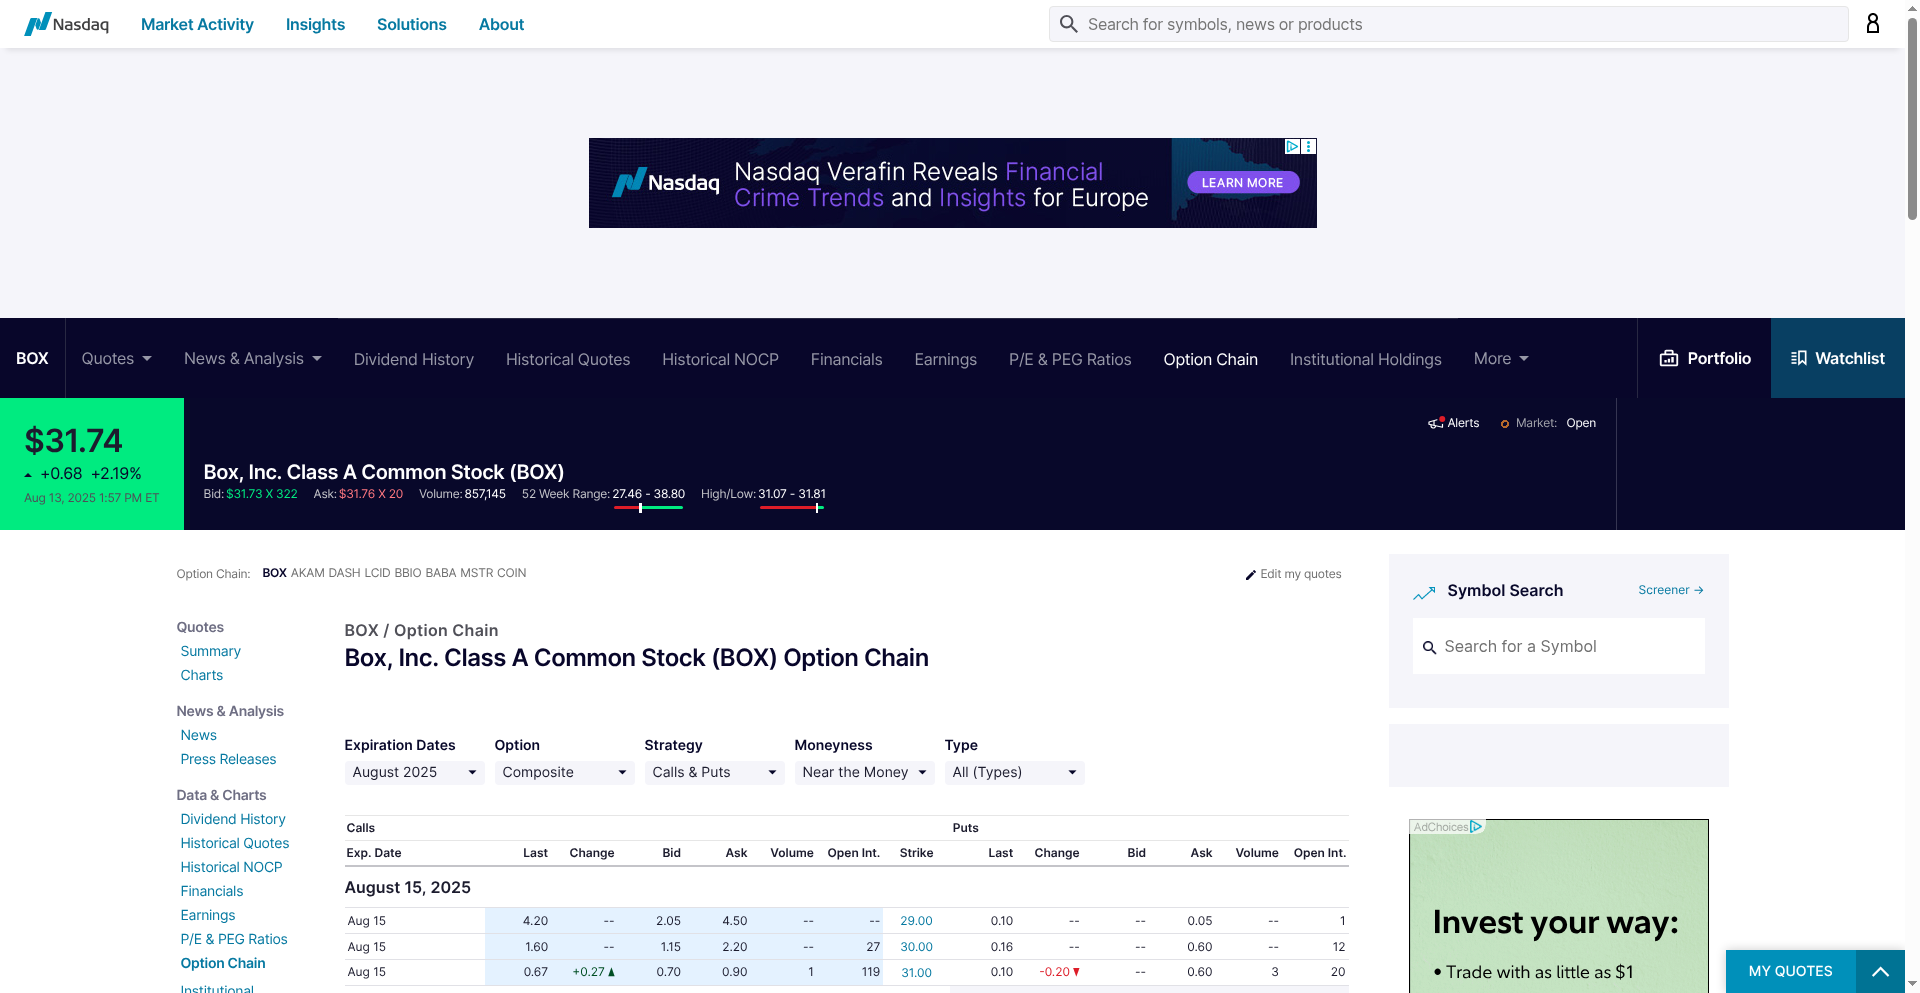 Nasdaq Market Activity Insights Solutions About Search for symbols, news or products
Nasdaq Nasdaq Verafin Reveals Financial
Crime Trends and Insights for Europe
LEARN MORE
BOX Quotes News & Analysis Dividend History Historical Quotes Historical NOCP Financials Earnings P/E & PEG Ratios Option Chain Institutional Holdings More Portfolio Watchlist
$31.74
+0.68 +2.19%
Aug 13, 2025 1:57 PM ET
Alerts Market: Open
Box, Inc. Class A Common Stock (BOX)
Bid: $31.73 X 322 Ask: $31.76 X 20 Volume: 857,145 52 Week Range: 27.46 - 38.80 High/Low: 31.07 - 31.81
Option Chain: BOX AKAM DASH LCID BBIO BABA MSTR COIN Edit my quotes
Quotes
Summary
Charts
News & Analysis
News
Press Releases
Data & Charts
Dividend History
Historical Quotes
Historical NOCP
Financials
Earnings
P/E & PEG Ratios
Option Chain
Institutional
BOX / Option Chain
Box, Inc. Class A Common Stock (BOX) Option Chain
Expiration Dates Option Strategy Moneyness Type
August 2025 Composite Calls & Puts Near the Money All (Types)
Calls Puts
Exp. Date Last Change Bid Ask Volume Open Int. Strike Last Change Bid Ask Volume Open Int.
August 15, 2025
Aug 15 4.20 -- 2.05 4.50 -- -- 29.00 0.10 -- -- 0.05 -- 1
Aug 15 1.60 -- 1.15 2.20 -- 27 30.00 0.16 -- -- 0.60 -- 12
Aug 15 0.67 +0.27 0.70 0.90 1 119 31.00 0.10 -0.20 -- 0.60 3 20
Symbol Search Screener →
Search for a Symbol
AdChoices
Invest your way:
• Trade with as little as $1
MY QUOTES